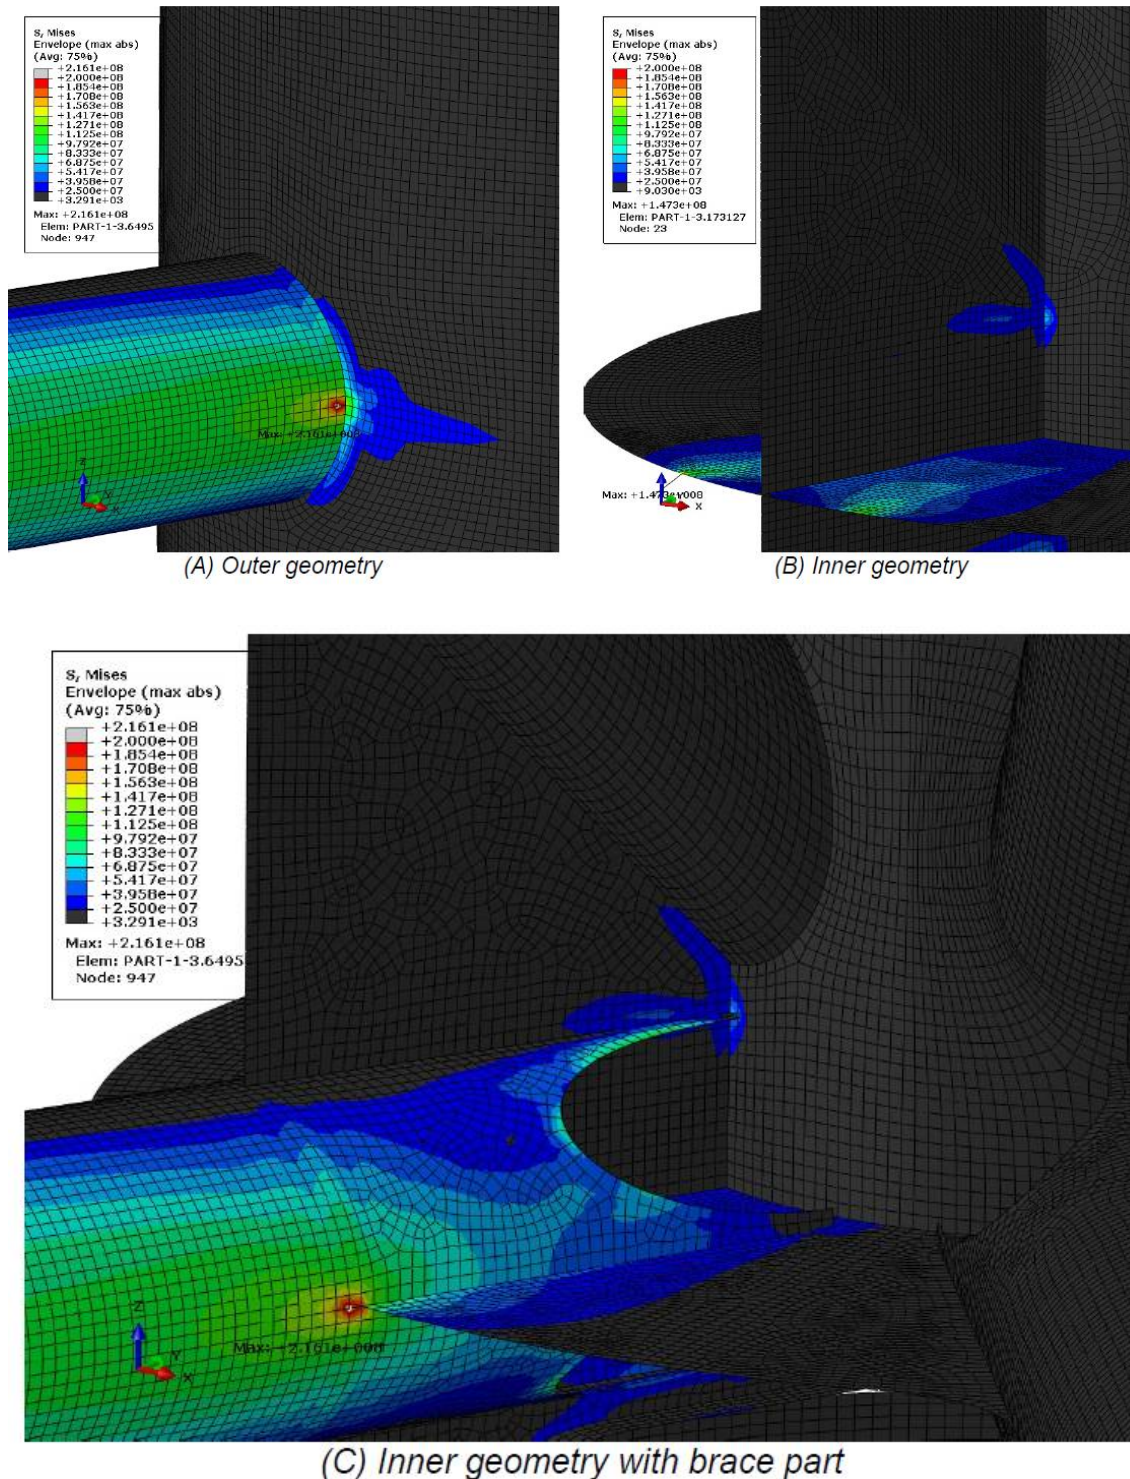 S, Mises
Envelope (max abs)
(Avg: 75%)
+2.161e+08
+2.000e+08
+1.854e+08
+1.708e+08
+1.563e+08
+1.417e+08
+1.271e+08
+1.125e+08
+9.792e+07
+8.333e+07
+6.875e+07
+5.417e+07
+3.958e+07
+2.500e+07
+3.291e+03
Max: +2.161e+08
Elem: PART-1-3.6495
Node: 947
Max: +2.161e+008
Z
Y
X
(A) Outer geometry
S, Mises
Envelope (max abs)
(Avg: 75%)
+2.000e+08
+1.854e+08
+1.708e+08
+1.563e+08
+1.417e+08
+1.271e+08
+1.125e+08
+9.792e+07
+8.333e+07
+6.875e+07
+5.417e+07
+3.958e+07
+2.500e+07
+9.030e+03
Max: +1.473e+08
Elem: PART-1-3.173127
Node: 23
X
(B) Inner geometry
S, Mises
Envelope (max abs)
(Avg: 75%)
+2.161e+08
+2.000e+08
+1.854e+08
+1.708e+08
+1.563e+08
+1.417e+08
+1.271e+08
+1.125e+08
+9.792e+07
+8.333e+07
+6.875e+07
+5.417e+07
+3.958e+07
+2.500e+07
+3.291e+03
Max: +2.161e+08
Elem: PART-1-3.6495
Node: 947
Z
Y
X
Max: +2.161e+008
(C) Inner geometry with brace part